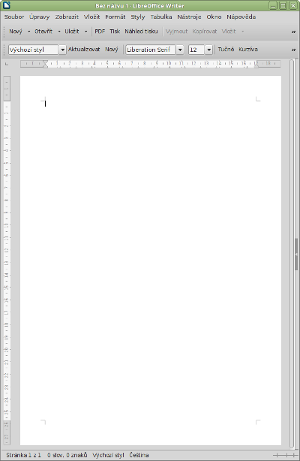 Bez názvu 1 - LibreOffice Writer
Soubor Úpravy Zobrazit Vložit Formát Styly Tabulka Nástroje Okno Nápověda
Nový Otevřít Uložit PDF Tisk Náhled tisku Vyjmout Kopírovat Vložit
Výchozí styl Aktualizovat Nový Liberation Serif 12 Tučné Kurzíva
Stránka 1 z 1 0 slov, 0 znaků Výchozí styl Čeština